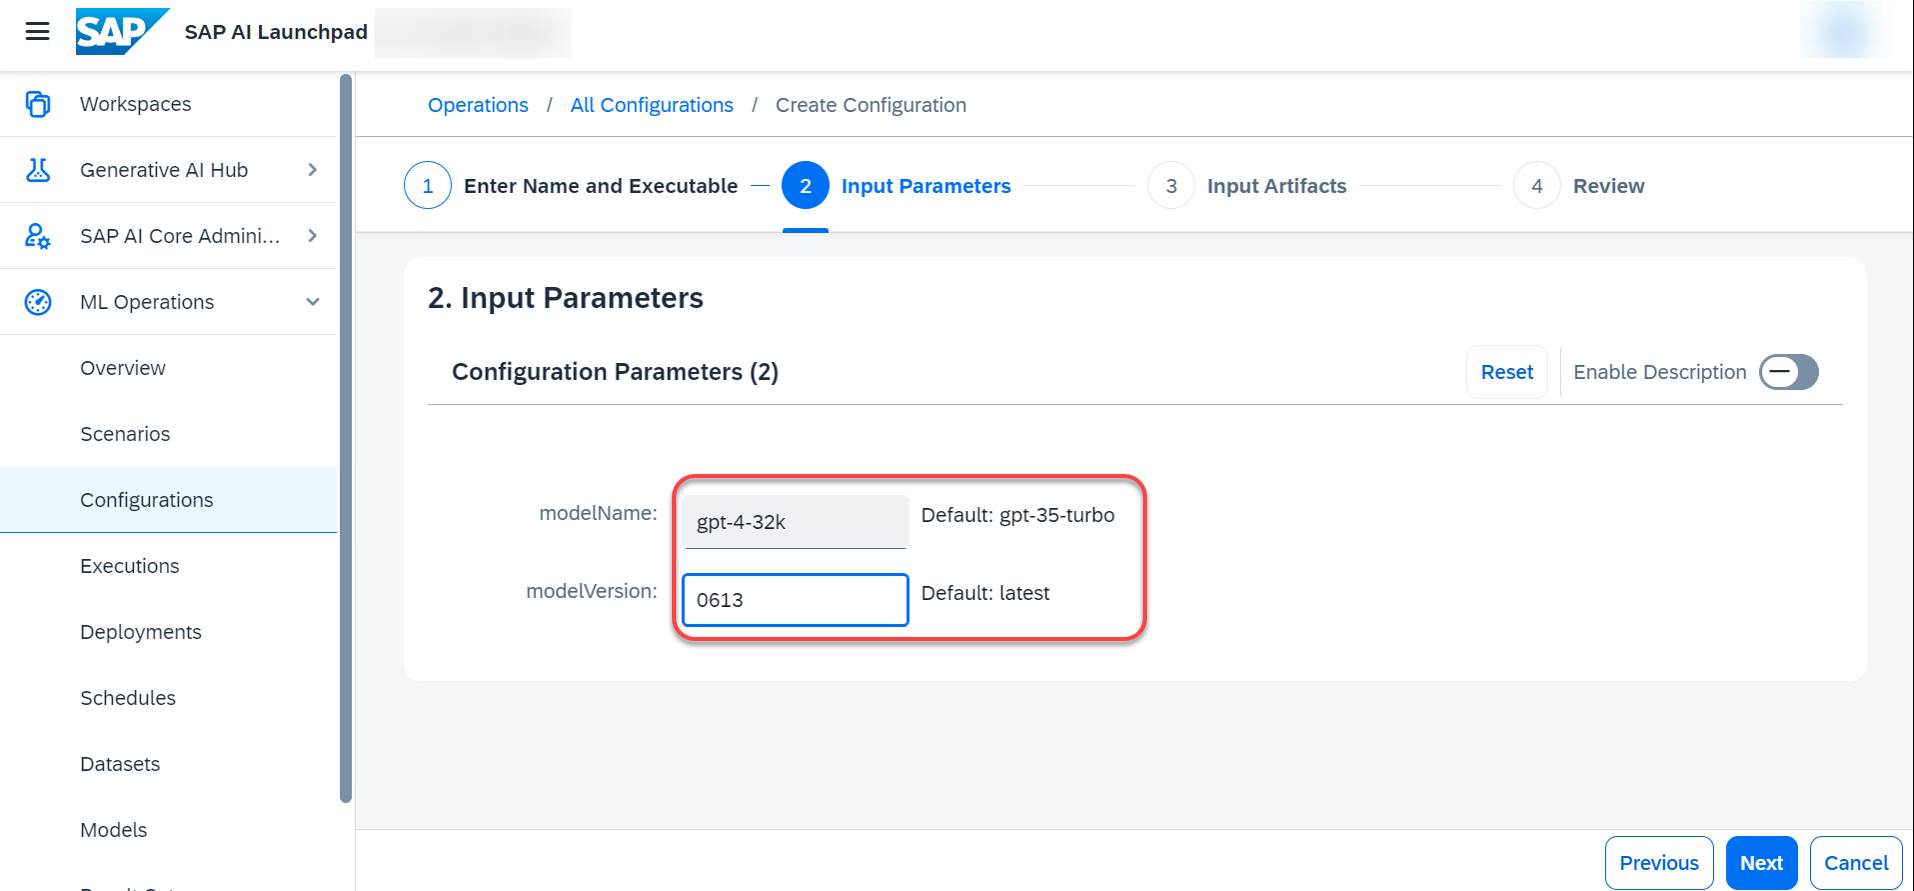 SAP SAP AI Launchpad
Workspaces
Generative AI Hub
SAP AI Core Admini...
ML Operations
Overview
Scenarios
Configurations
Executions
Deployments
Schedules
Datasets
Models
Operations / All Configurations / Create Configuration
1 Enter Name and Executable 2 Input Parameters 3 Input Artifacts 4 Review
2. Input Parameters
Configuration Parameters (2) Reset Enable Description
modelName: gpt-4-32k Default: gpt-35-turbo
modelVersion: 0613 Default: latest
Previous Next Cancel